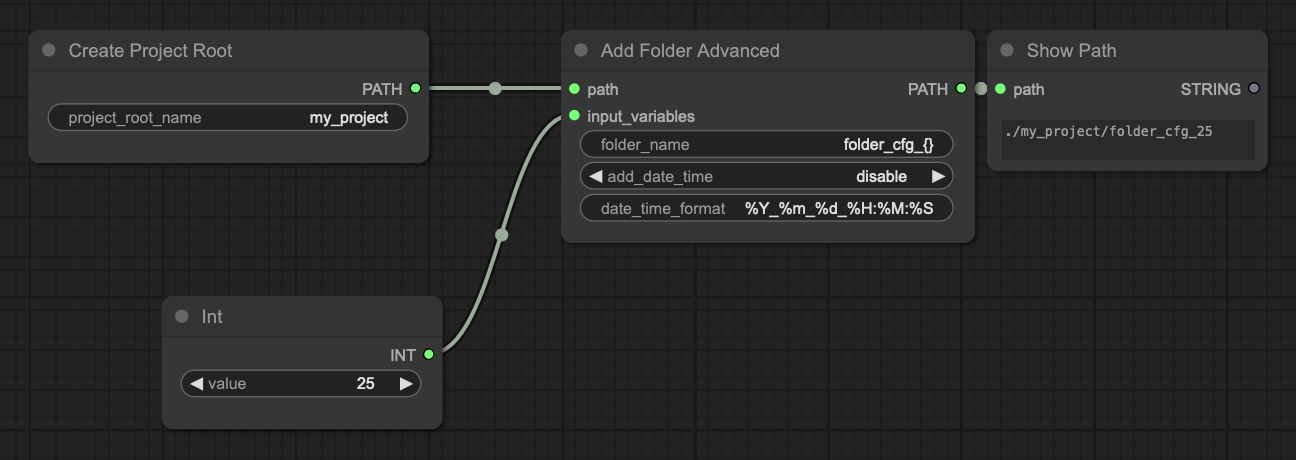 Create Project Root
PATH
project_root_name my_project
Add Folder Advanced
path PATH
input_variables
folder_name folder_cfg_{}
add_date_time disable
date_time_format %Y_%m_%d_%H:%M:%S
Show Path
path STRING
./my_project/folder_cfg_25
Int
INT
value 25